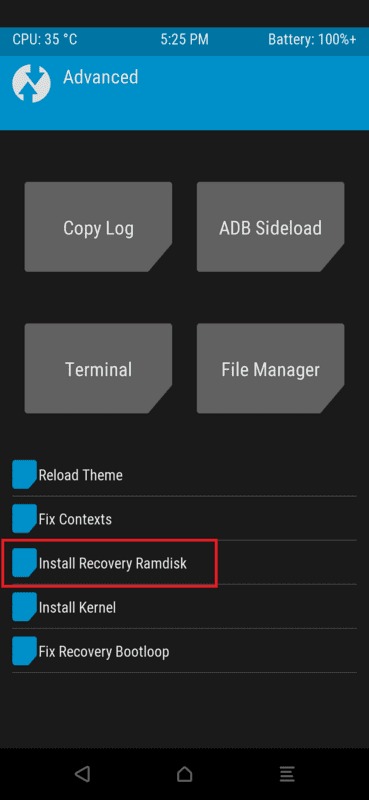 CPU: 35 °C 5:25 PM Battery: 100%+
Advanced
Copy Log ADB Sideload
Terminal File Manager
Reload Theme
Fix Contexts
Install Recovery Ramdisk
Install Kernel
Fix Recovery Bootloop